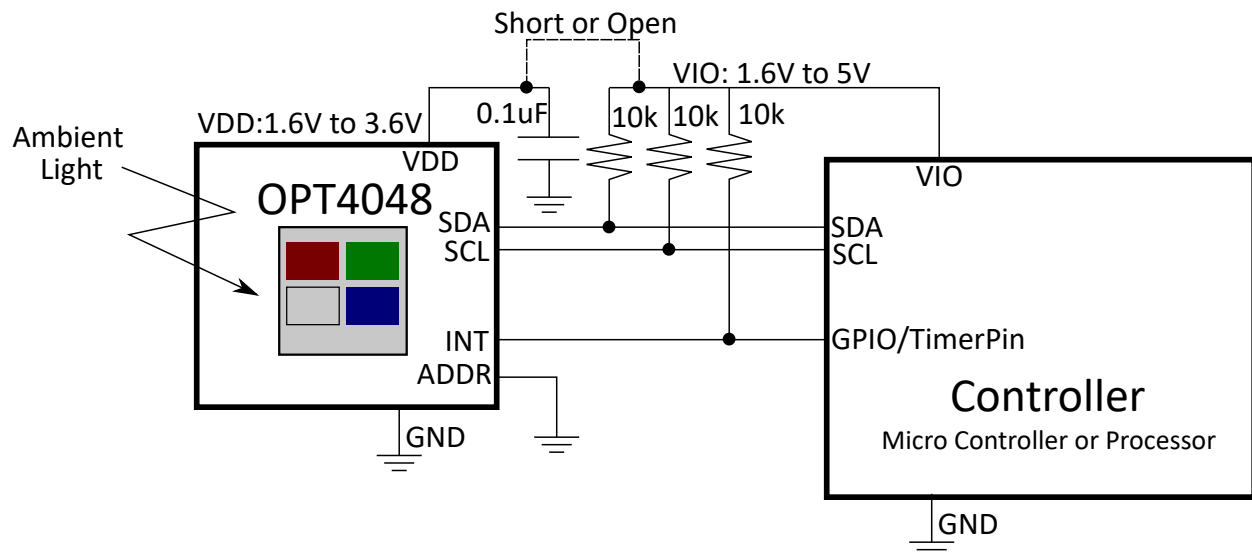 Short or Open
VIO: 1.6V to 5V
0.1uF
10k
10k
10k
VDD:1.6V to 3.6V
Ambient
Light
VDD
VIO
OPT4048
SDA
SCL
SDA
SCL
INT
GPIO/TimerPin
ADDR
Controller
GND
Micro Controller or Processor
GND